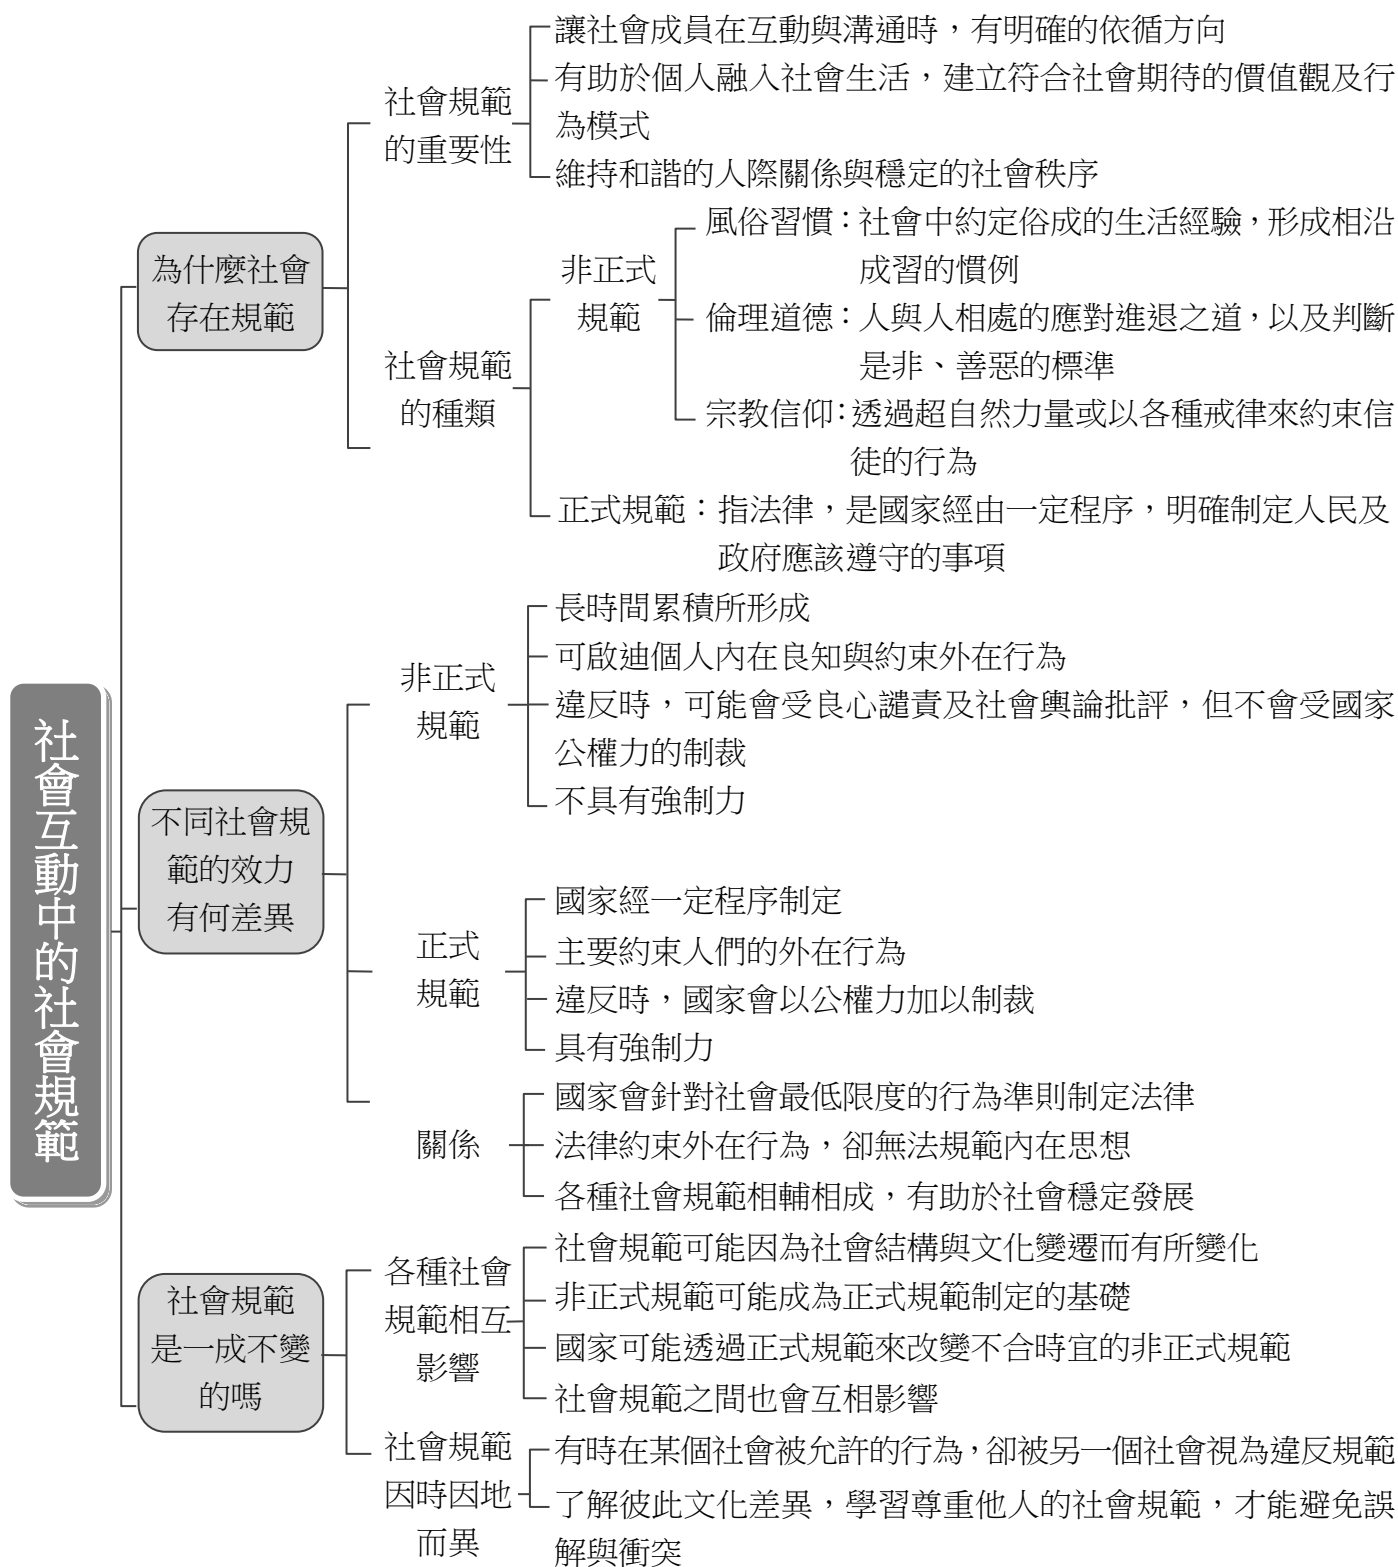 社會互動中的社會規範
為什麼社會
存在規範
社會規範
的重要性
讓社會成員在互動與溝通時，有明確的依循方向
有助於個人融入社會生活，建立符合社會期待的價值觀及行
為模式
維持和諧的人際關係與穩定的社會秩序
社會規範
的種類
非正式
規範
風俗習慣：社會中約定俗成的生活經驗，形成相沿
成習的慣例
倫理道德：人與人相處的應對進退之道，以及判斷
是非、善惡的標準
宗教信仰：透過超自然力量或以各種戒律來約束信
徒的行為
正式規範：指法律，是國家經由一定程序，明確制定人民及
政府應該遵守的事項
不同社會規
範的效力
有何差異
非正式
規範
長時間累積所形成
可啟迪個人內在良知與約束外在行為
違反時，可能會受良心譴責及社會輿論批評，但不會受國家
公權力的制裁
不具有強制力
正式
規範
國家經一定程序制定
主要約束人們的外在行為
違反時，國家會以公權力加以制裁
具有強制力
關係
國家會針對社會最低限度的行為準則制定法律
法律約束外在行為，卻無法規範內在思想
各種社會規範相輔相成，有助於社會穩定發展
社會規範
是一成不變
的嗎
各種社會
規範相互
影響
社會規範可能因為社會結構與文化變遷而有所變化
非正式規範可能成為正式規範制定的基礎
國家可能透過正式規範來改變不合時宜的非正式規範
社會規範之間也會互相影響
社會規範
因時因地
而異
有時在某個社會被允許的行為，卻被另一個社會視為違反規範
了解彼此文化差異，學習尊重他人的社會規範，才能避免誤
解與衝突